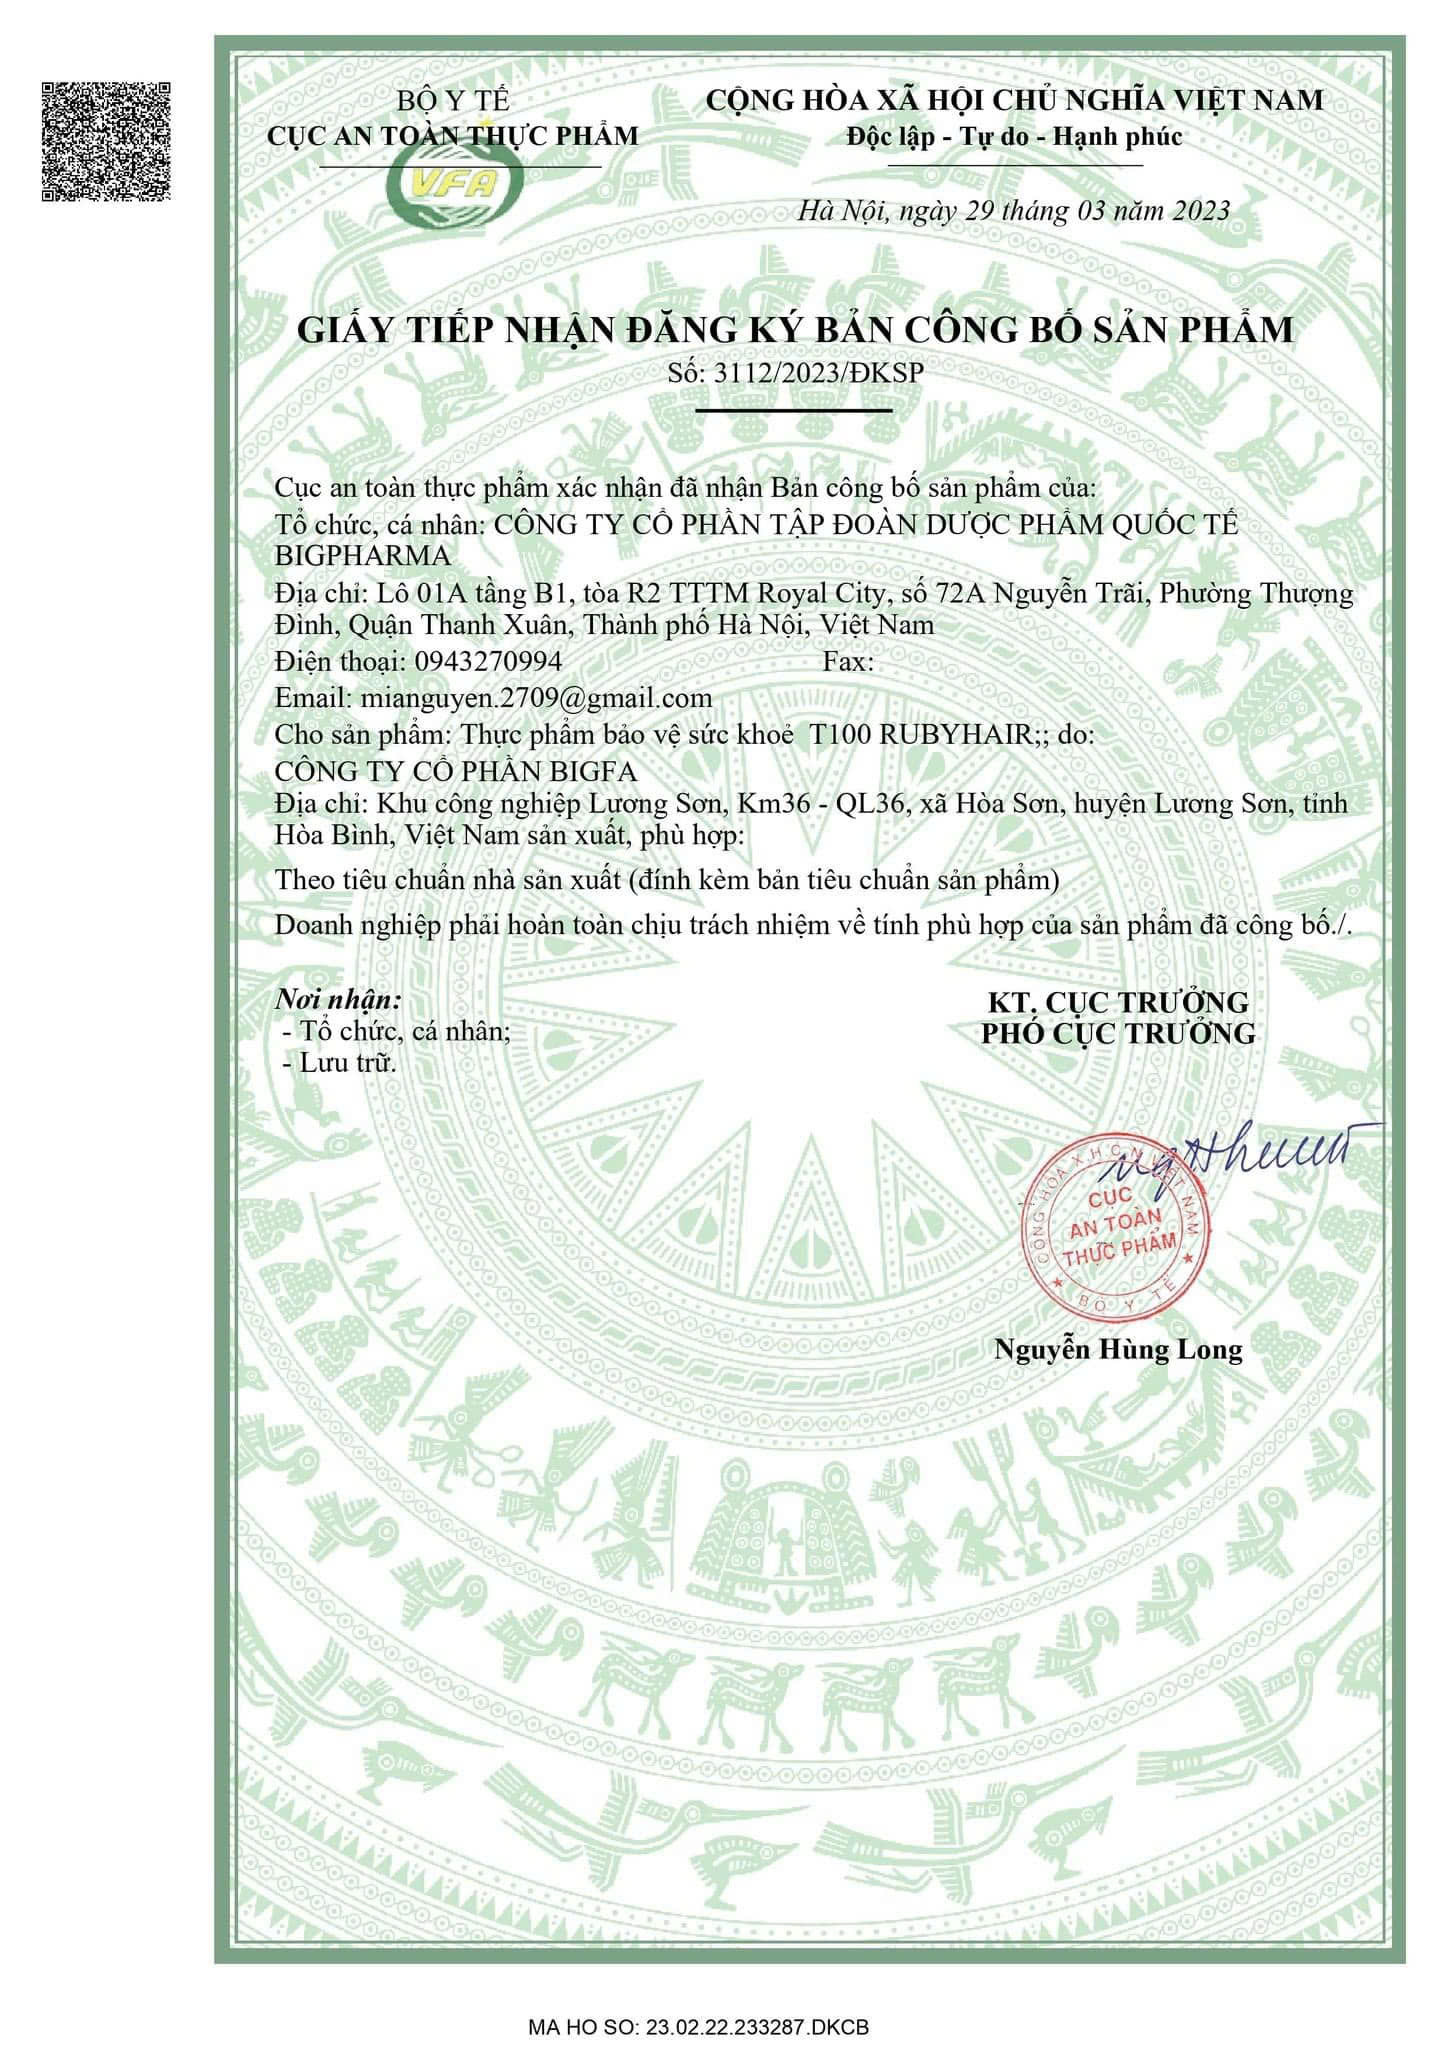 BỘ Y TẾ
CỤC AN TOÀN THỰC PHẨM
VFA
CỘNG HÒA XÃ HỘI CHỦ NGHĨA VIỆT NAM
Độc lập - Tự do - Hạnh phúc
Hà Nội, ngày 29 tháng 03 năm 2023
GIẤY TIẾP NHẬN ĐĂNG KÝ BẢN CÔNG BỐ SẢN PHẨM
Số: 3112/2023/ĐKSP
Cục an toàn thực phẩm xác nhận đã nhận Bản công bố sản phẩm của:
Tổ chức, cá nhân: CÔNG TY CỔ PHẦN TẬP ĐOÀN DƯỢC PHẨM QUỐC TẾ
BIGPHARMA
Địa chỉ: Lô 01A tầng B1, tòa R2 TTTM Royal City, số 72A Nguyễn Trãi, Phường Thượng
Đình, Quận Thanh Xuân, Thành phố Hà Nội, Việt Nam
Điện thoại: 0943270994 Fax:
Email: mianguyen.2709@gmail.com
Cho sản phẩm: Thực phẩm bảo vệ sức khoẻ T100 RUBYHAIR;; do:
CÔNG TY CỔ PHẦN BIGFA
Địa chỉ: Khu công nghiệp Lương Sơn, Km36 - QL36, xã Hòa Sơn, huyện Lương Sơn, tỉnh
Hòa Bình, Việt Nam sản xuất, phù hợp:
Theo tiêu chuẩn nhà sản xuất (đính kèm bản tiêu chuẩn sản phẩm)
Doanh nghiệp phải hoàn toàn chịu trách nhiệm về tính phù hợp của sản phẩm đã công bố./.
Nơi nhận:
- Tổ chức, cá nhân;
- Lưu trữ.
KT. CỤC TRƯỞNG
PHÓ CỤC TRƯỞNG
CỘNG HÒA X.H.C.N VIỆT NAM
CỤC
AN TOÀN
THỰC PHẨM
★ BỘ Y TẾ ★
Nguyễn Hùng Long
MA HO SO: 23.02.22.233287.DKCB